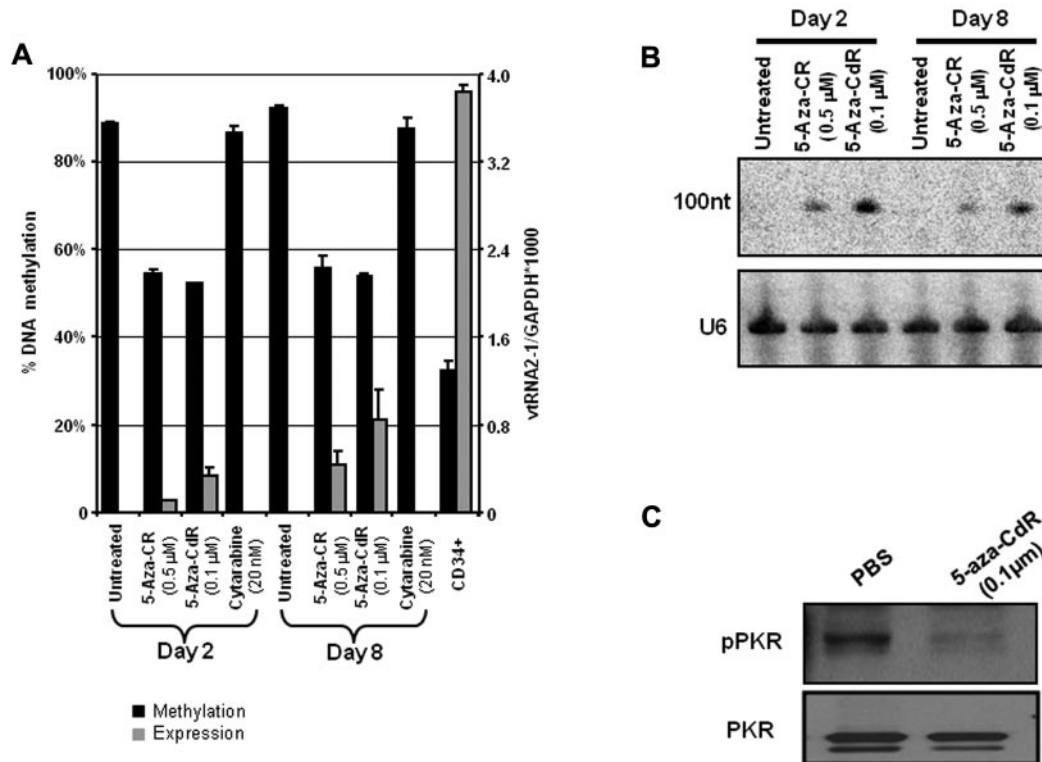 A
100%
80%
60%
40%
20%
0
% DNA methylation
4.0
3.2
2.4
1.6
0.8
0
vtRNA2-1/GAPDH*1000
Untreated
5-Aza-CR
(0.5 µM)
5-Aza-CdR
(0.1 µM)
Cytarabine
(20 nM)
Untreated
5-Aza-CR
(0.5 µM)
5-Aza-CdR
(0.1 µM)
Cytarabine
(20 nM)
CD34+
Day 2
Day 8
Methylation
Expression
B
Day 2
Day 8
Untreated
5-Aza-CR
(0.5 µM)
5-Aza-CdR
(0.1 µM)
Untreated
5-Aza-CR
(0.5 µM)
5-Aza-CdR
(0.1 µM)
100nt
U6
C
PBS
5-aza-CdR
(0.1µm)
pPKR
PKR